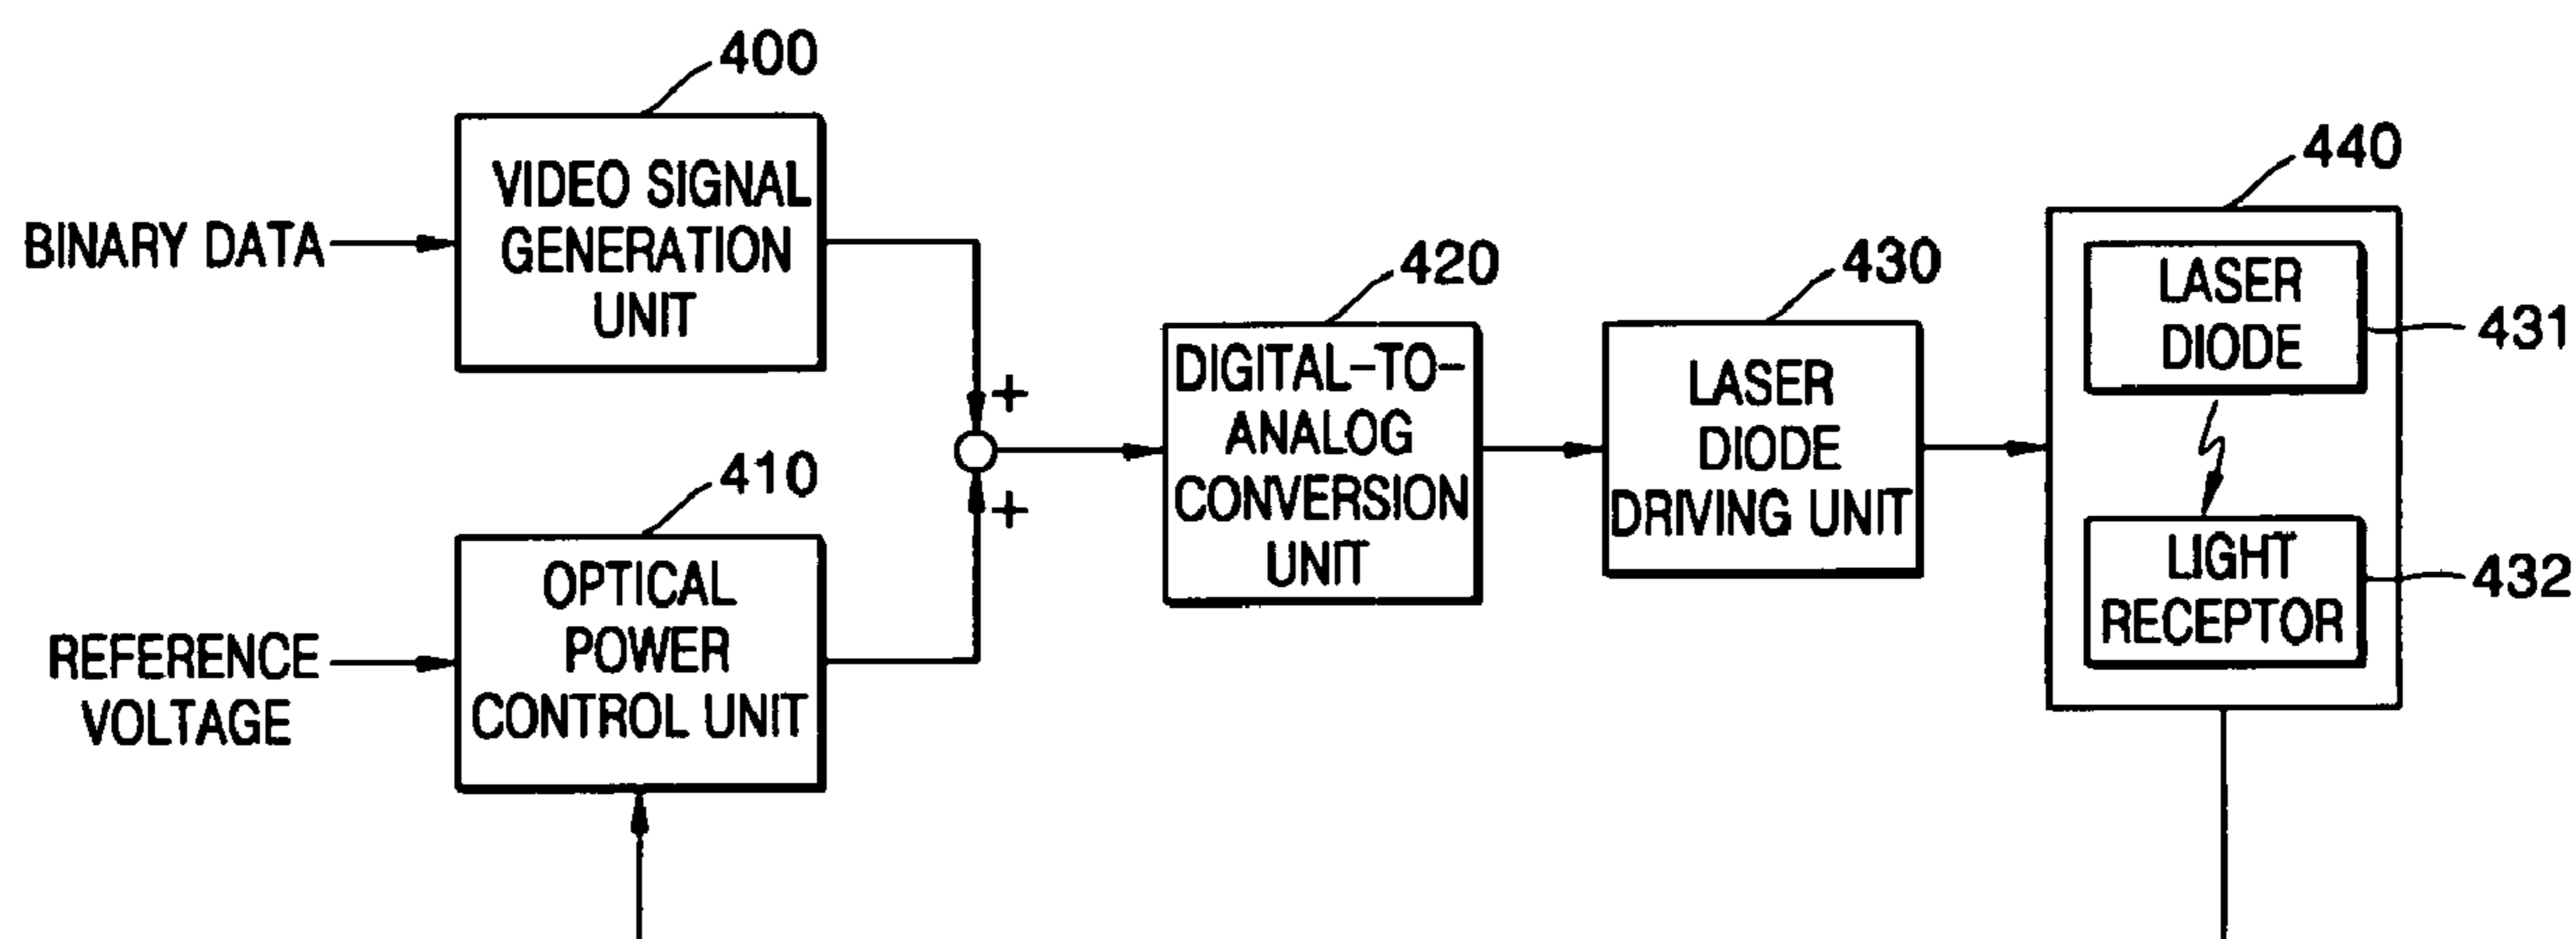 400
VIDEO SIGNAL
GENERATION
UNIT
BINARY DATA
410
OPTICAL
POWER
CONTROL UNIT
REFERENCE
VOLTAGE
+
+
420
DIGITAL-TO-
ANALOG
CONVERSION
UNIT
430
LASER
DIODE
DRIVING UNIT
440
LASER
DIODE
431
LIGHT
RECEPTOR
432